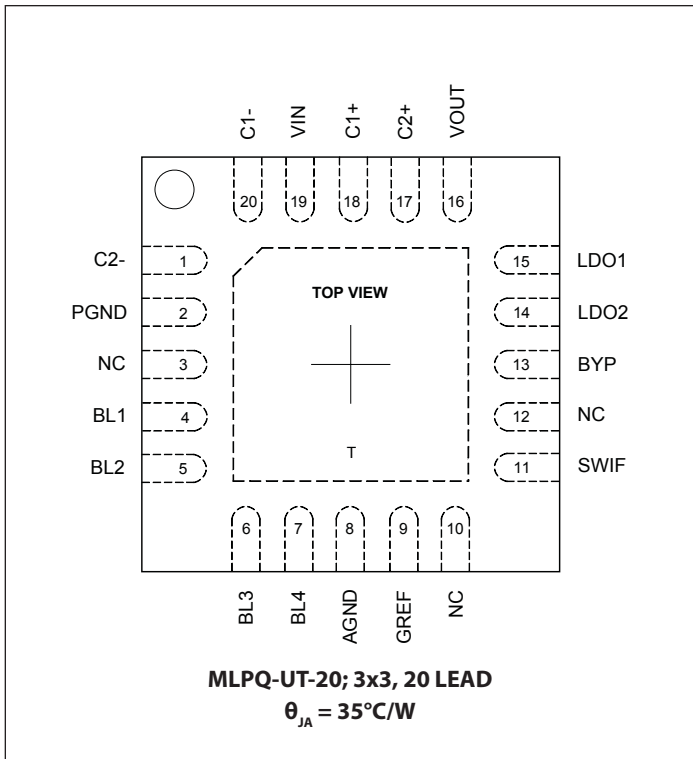 C1-
VIN
C1+
C2+
VOUT
20
19
18
17
16
C2- 1
PGND 2
NC 3
BL1 4
BL2 5
TOP VIEW
T
15 LDO1
14 LDO2
13 BYP
12 NC
11 SWIF
6
7
8
9
10
BL3
BL4
AGND
GREF
NC
MLPQ-UT-20; 3x3, 20 LEAD
θJA = 35°C/W